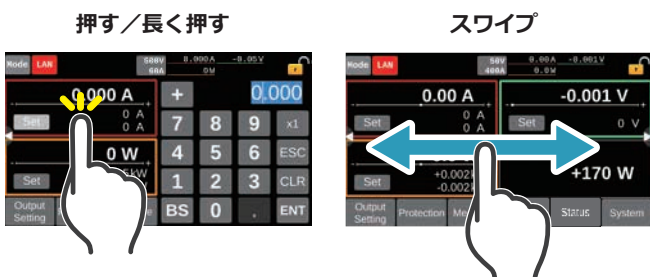 押す／長く押す
Mode LAN 500V 60A 0.000A 0W -0.05V
0.000 A
Set 0 A
0 A
0 W
Set
Output Setting
+ 0.000
7 8 9 x1
4 5 6 ESC
1 2 3 CLR
BS 0 . ENT
スワイプ
Mode LAN 50V 400A 0.00A 0.0W -0.001V
0.00 A
Set 0 A
0 A
-0.001 V
Set 0 V
Set +0.002
-0.002
+170 W
Output Setting Protection Status System